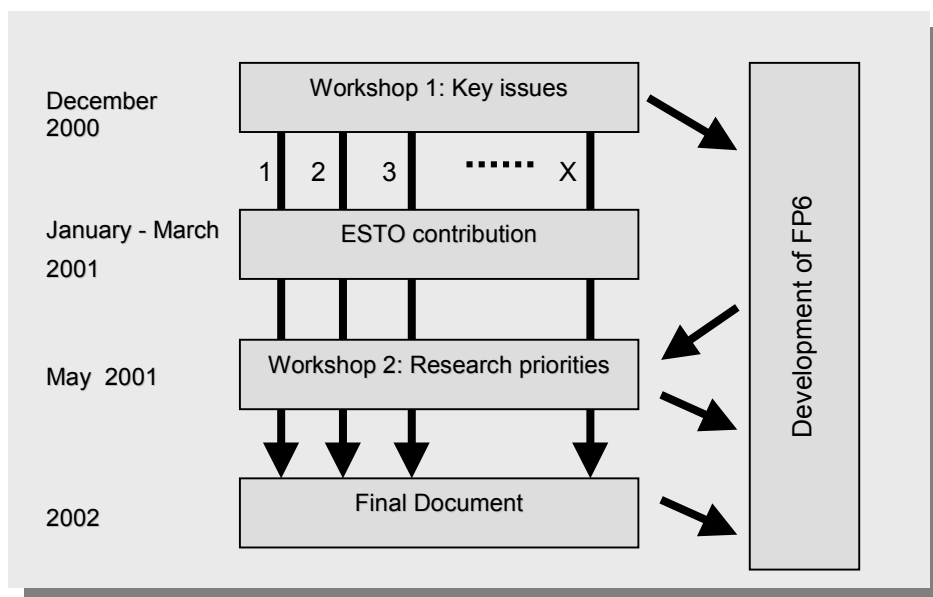 December
2000
Workshop 1: Key issues
1 2 3 ...... X
January - March
2001
ESTO contribution
May 2001
Workshop 2: Research priorities
2002
Final Document
Development of FP6